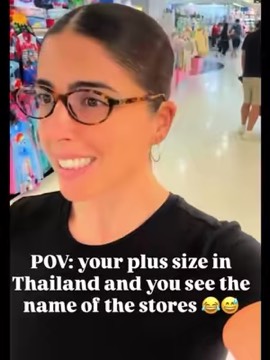 POV: your plus size in
Thailand and you see the
name of the stores 😂😅